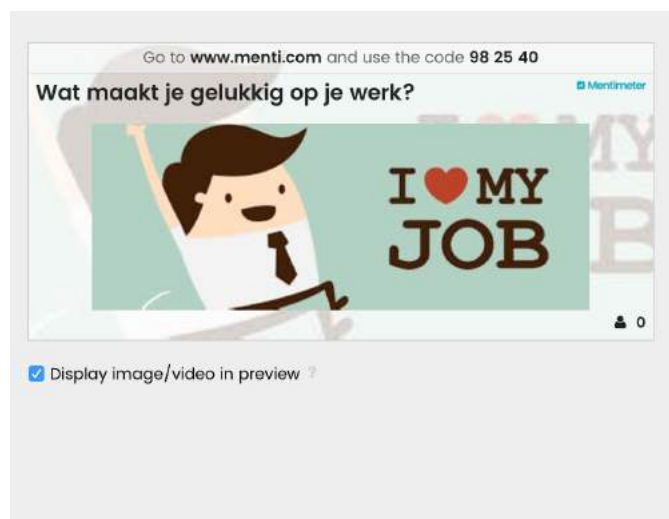 Go to www.menti.com and use the code 98 25 40
Wat maakt je gelukkig op je werk?
Mentimeter
I ❤ MY
JOB
0
Display image/video in preview ?